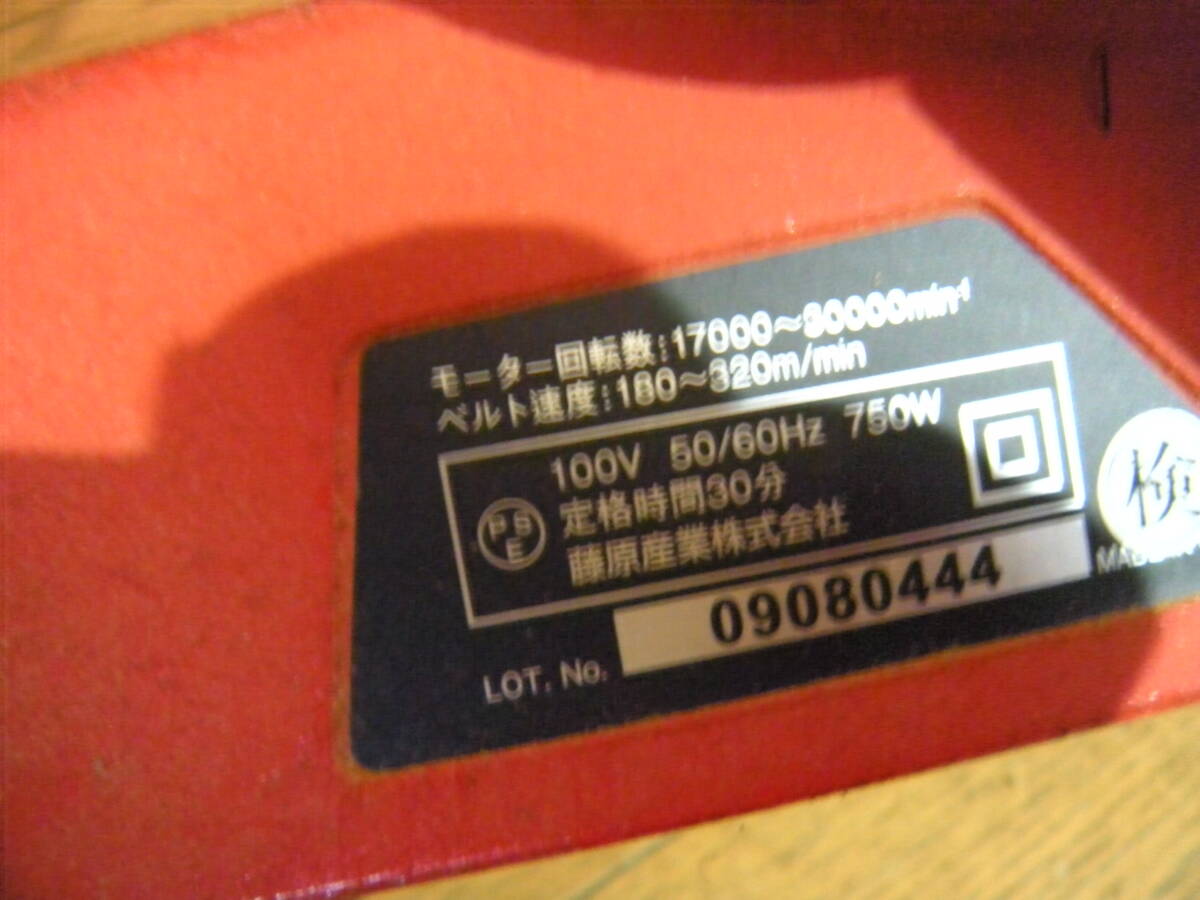 モーター回転数:17000~30000min-1
ベルト速度:180~320m/min
100V 50/60Hz 750W
定格時間30分
PSE
藤原産業株式会社
LOT. No. 09080444
検